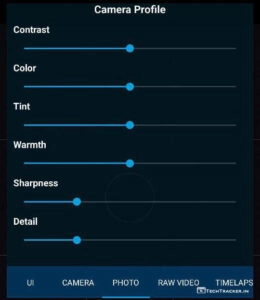 Camera Profile
Contrast
Color
Tint
Warmth
Sharpness
Detail
UI CAMERA PHOTO RAW VIDEO TIMELAPS
TECHTRACKER.IN